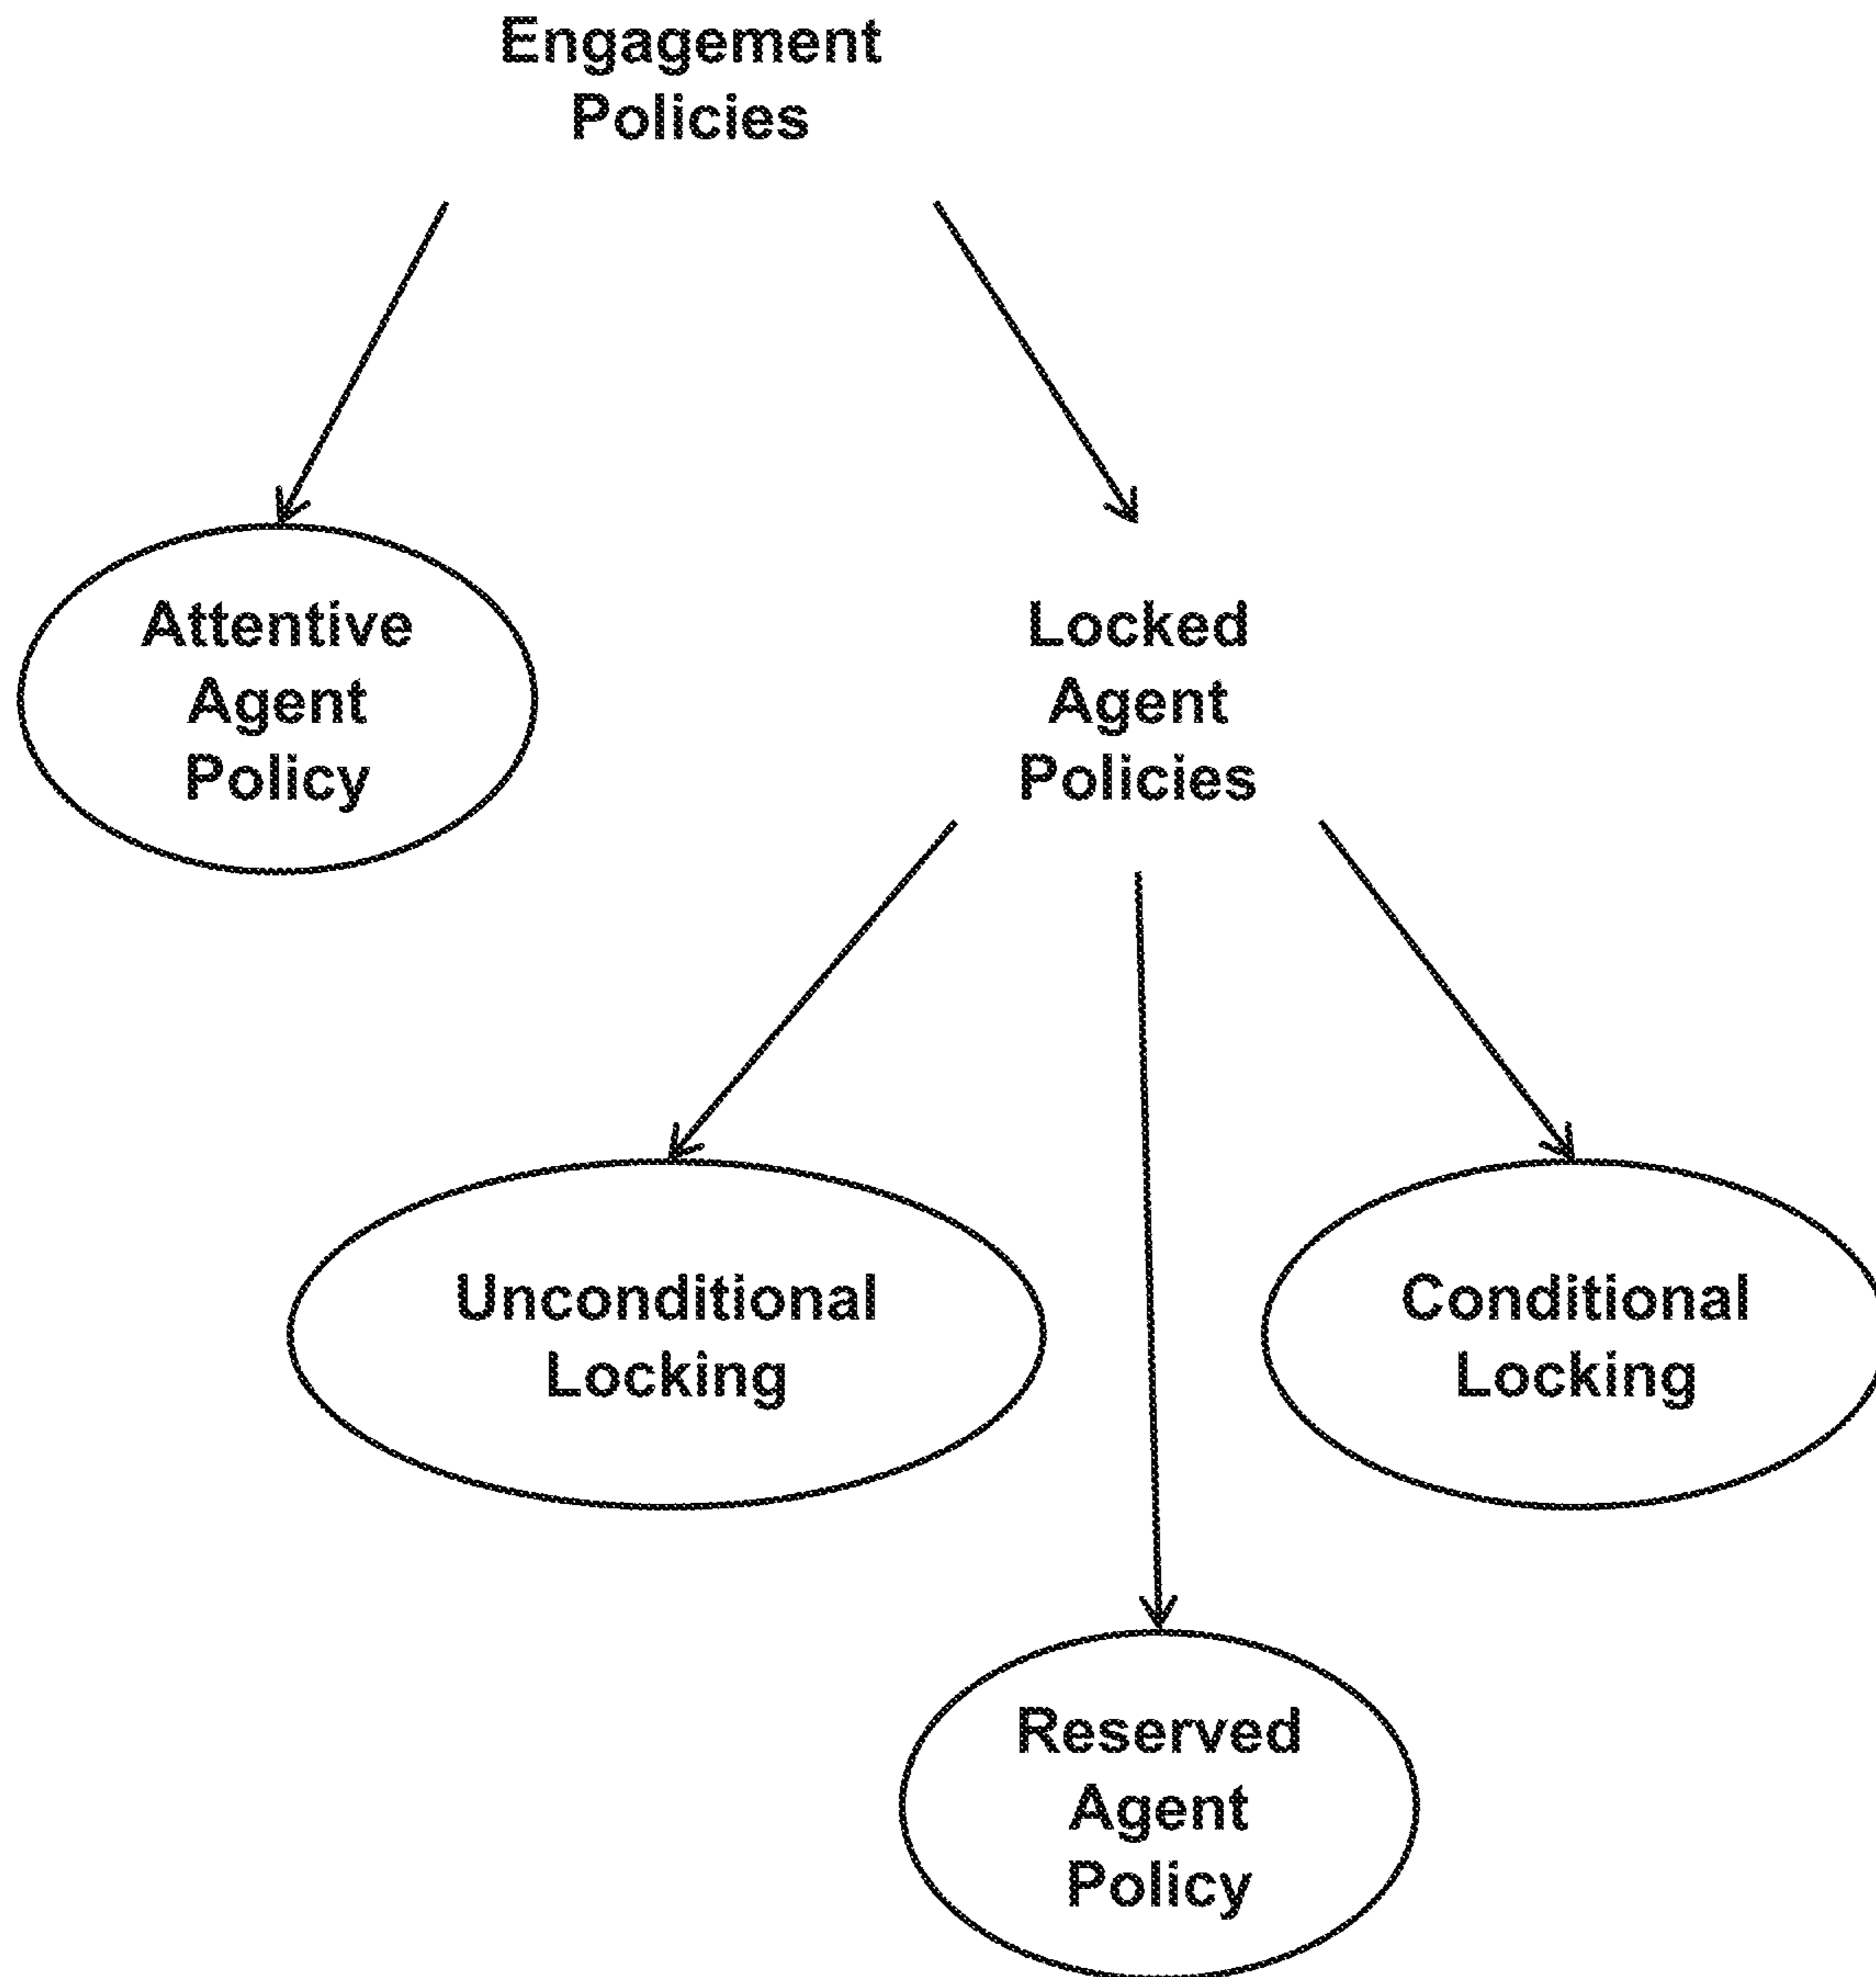 Engagement
Policies
Attentive
Agent
Policy
Locked
Agent
Policies
Unconditional
Locking
Conditional
Locking
Reserved
Agent
Policy